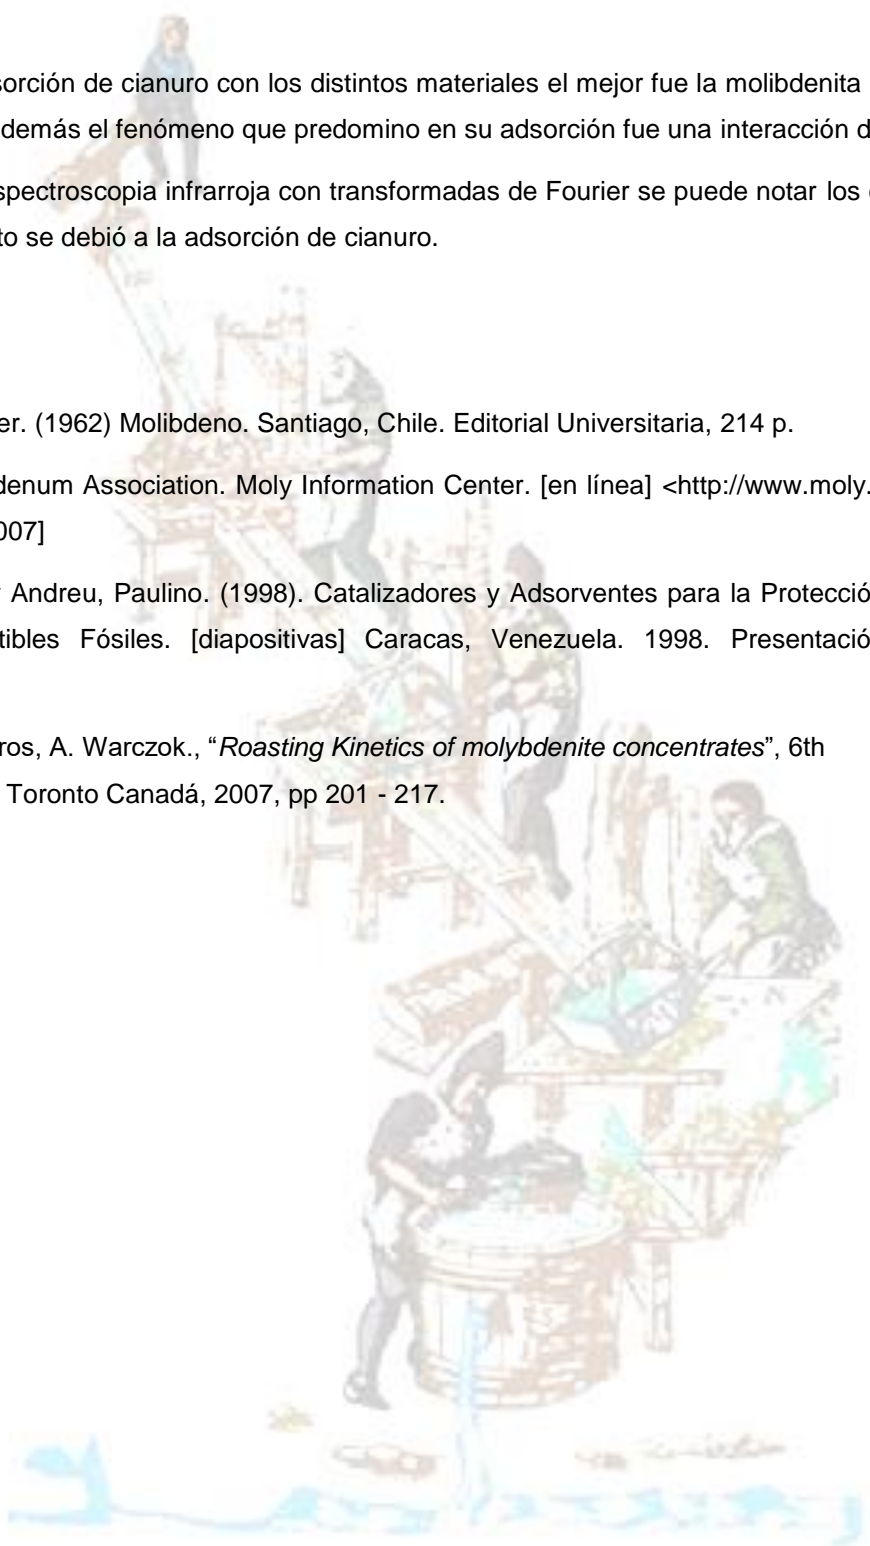 sorción de cianuro con los distintos materiales el mejor fue la molibdenita
demás el fenómeno que predomino en su adsorción fue una interacción d
spectroscopia infrarroja con transformadas de Fourier se puede notar los
to se debió a la adsorción de cianuro.
er. (1962) Molibdeno. Santiago, Chile. Editorial Universitaria, 214 p.
denum Association. Moly Information Center. [en línea] <http://www.moly.
007]
Andreu, Paulino. (1998). Catalizadores y Adsorventes para la Protecció
tibles Fósiles. [diapositivas] Caracas, Venezuela. 1998. Presentació
ros, A. Warczok., “Roasting Kinetics of molybdenite concentrates”, 6th
Toronto Canadá, 2007, pp 201 - 217.